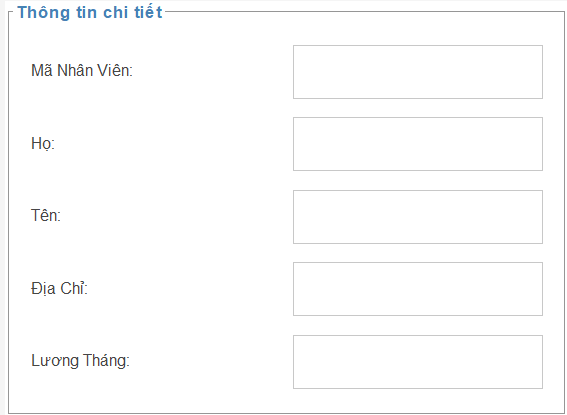 Thông tin chi tiết
Mã Nhân Viên:
Họ:
Tên:
Địa Chỉ:
Lương Tháng: